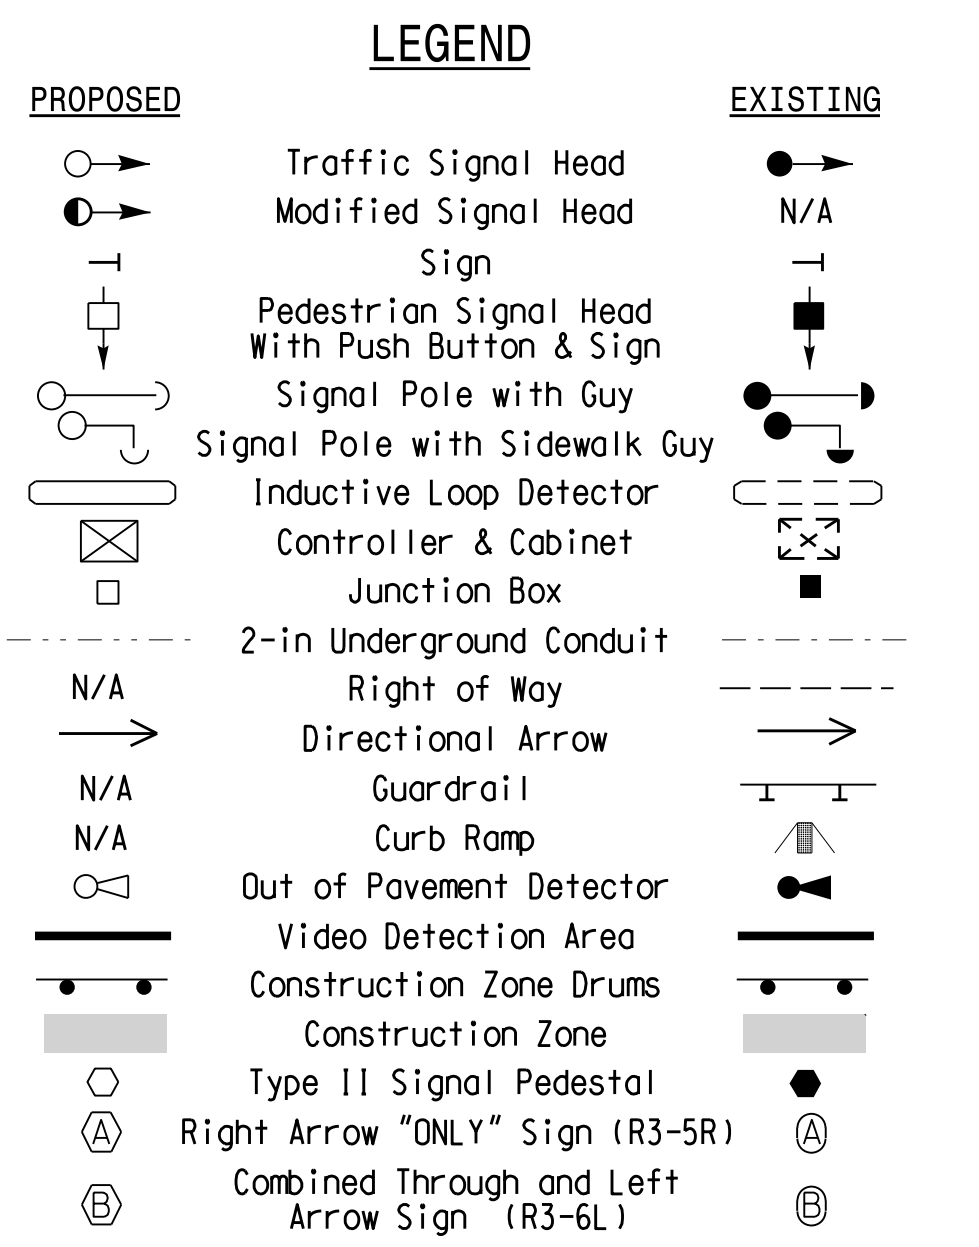 LEGEND
PROPOSED EXISTING
Traffic Signal Head
Modified Signal Head N/A
Sign
Pedestrian Signal Head
With Push Button & Sign
Signal Pole with Guy
Signal Pole with Sidewalk Guy
Inductive Loop Detector
Controller & Cabinet
Junction Box
2-in Underground Conduit
N/A Right of Way
Directional Arrow
N/A Guardrail
N/A Curb Ramp
Out of Pavement Detector
Video Detection Area
Construction Zone Drums
Construction Zone
Type II Signal Pedestal
A Right Arrow "ONLY" Sign (R3-5R) A
Combined Through and Left
B Arrow Sign (R3-6L) B